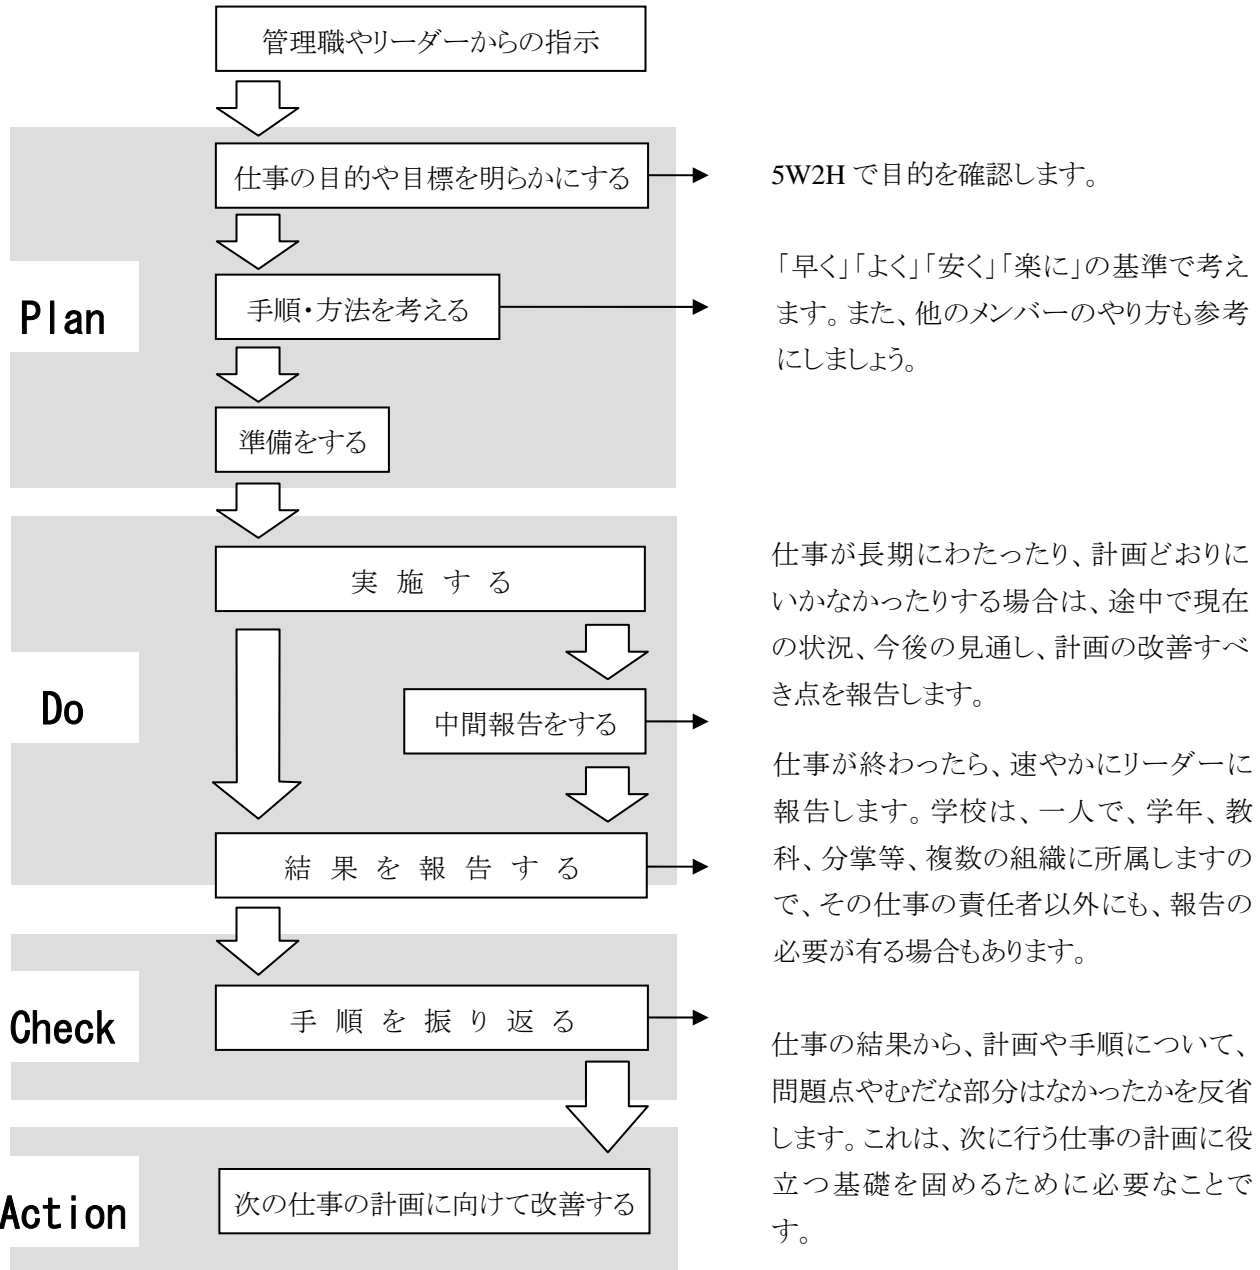 管理職やリーダーからの指示
仕事の目的や目標を明らかにする
5W2H で目的を確認します。
Plan
手順・方法を考える
「早く」「よく」「安く」「楽に」の基準で考え
ます。また、他のメンバーのやり方も参考
にしましょう。
準備をする
実施する
仕事が長期にわたったり、計画どおりに
いかなかったりする場合は、途中で現在
の状況、今後の見通し、計画の改善すべ
き点を報告します。
Do
中間報告をする
結果を報告する
仕事が終わったら、速やかにリーダーに
報告します。学校は、一人で、学年、教
科、分掌等、複数の組織に所属しますの
で、その仕事の責任者以外にも、報告の
必要が有る場合もあります。
Check
手順を振り返る
仕事の結果から、計画や手順について、
問題点やむだな部分はなかったかを反省
します。これは、次に行う仕事の計画に役
立つ基礎を固めるために必要なことで
す。
Action
次の仕事の計画に向けて改善する